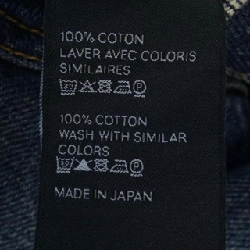 100% COTON
LAVER AVEC COLORIS
SIMILAIRES
100% COTTON
WASH WITH SIMILAR
COLORS
MADE IN JAPAN